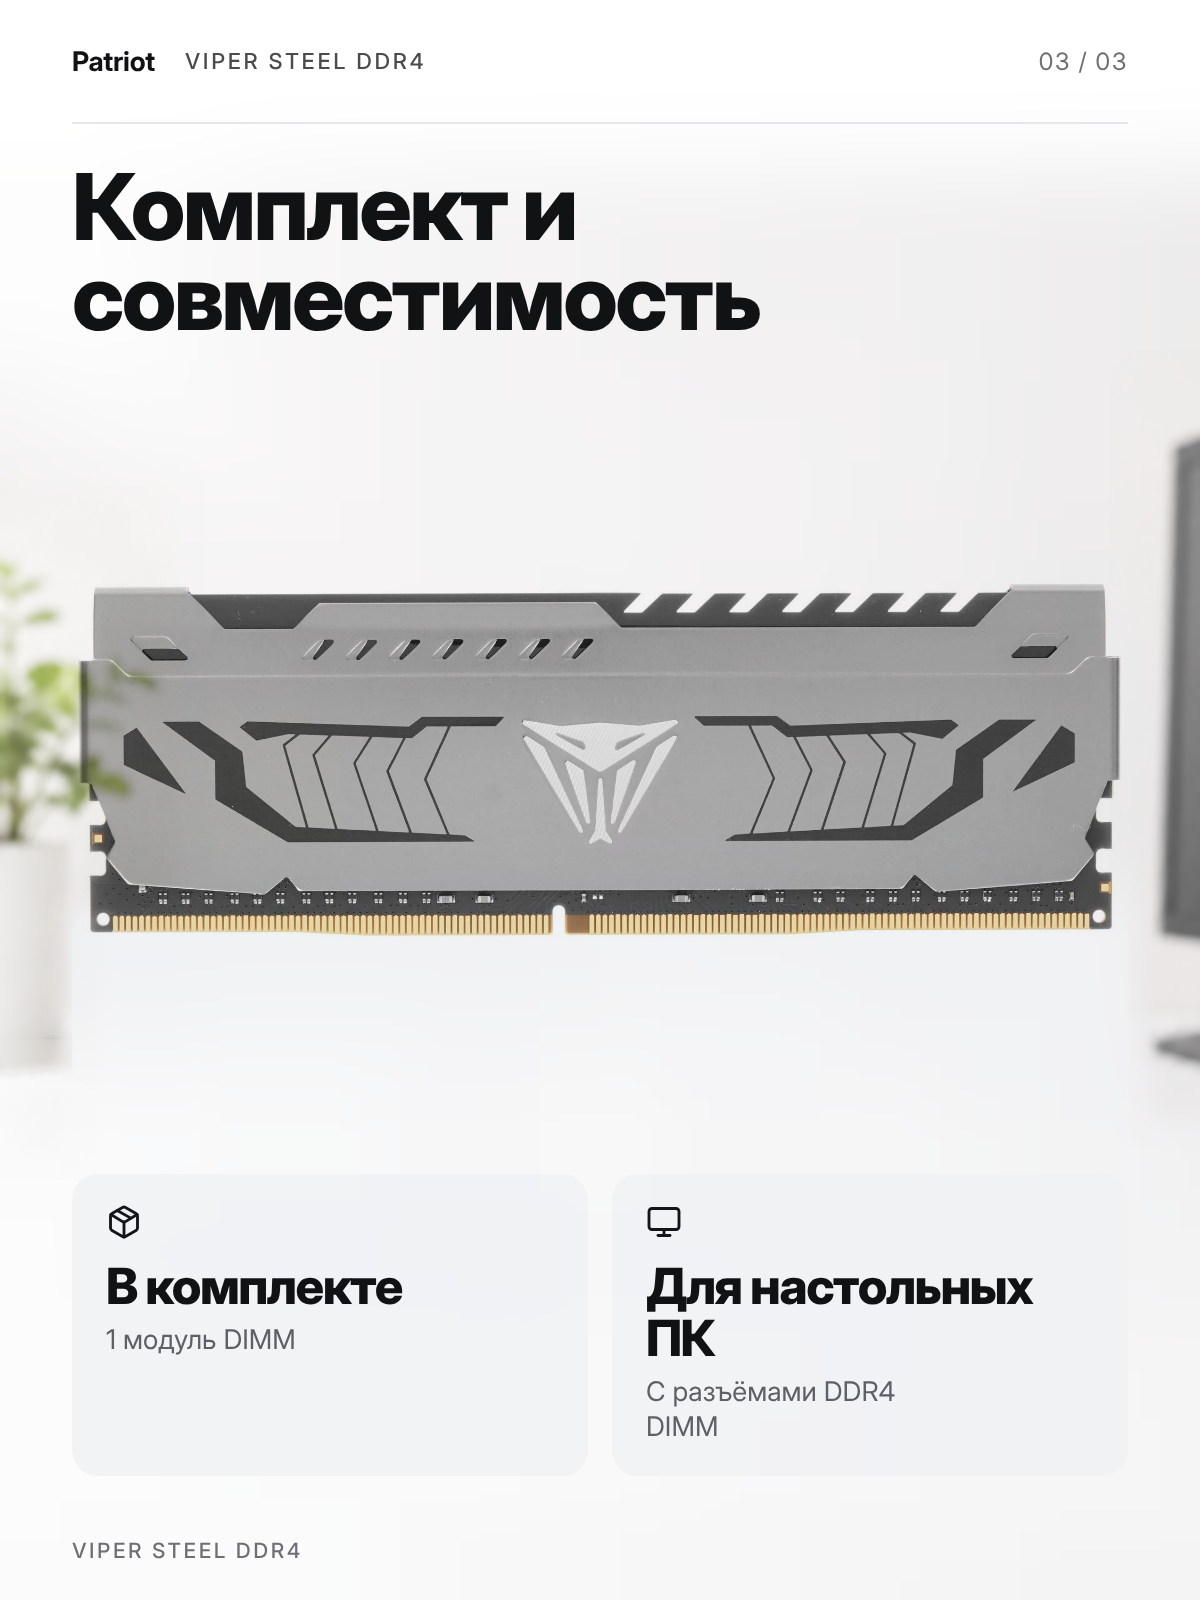 Patriot VIPER STEEL DDR4 03 / 03
Комплект и
совместимость
В комплекте
1 модуль DIMM
Для настольных
ПК
С разъёмами DDR4
DIMM
VIPER STEEL DDR4